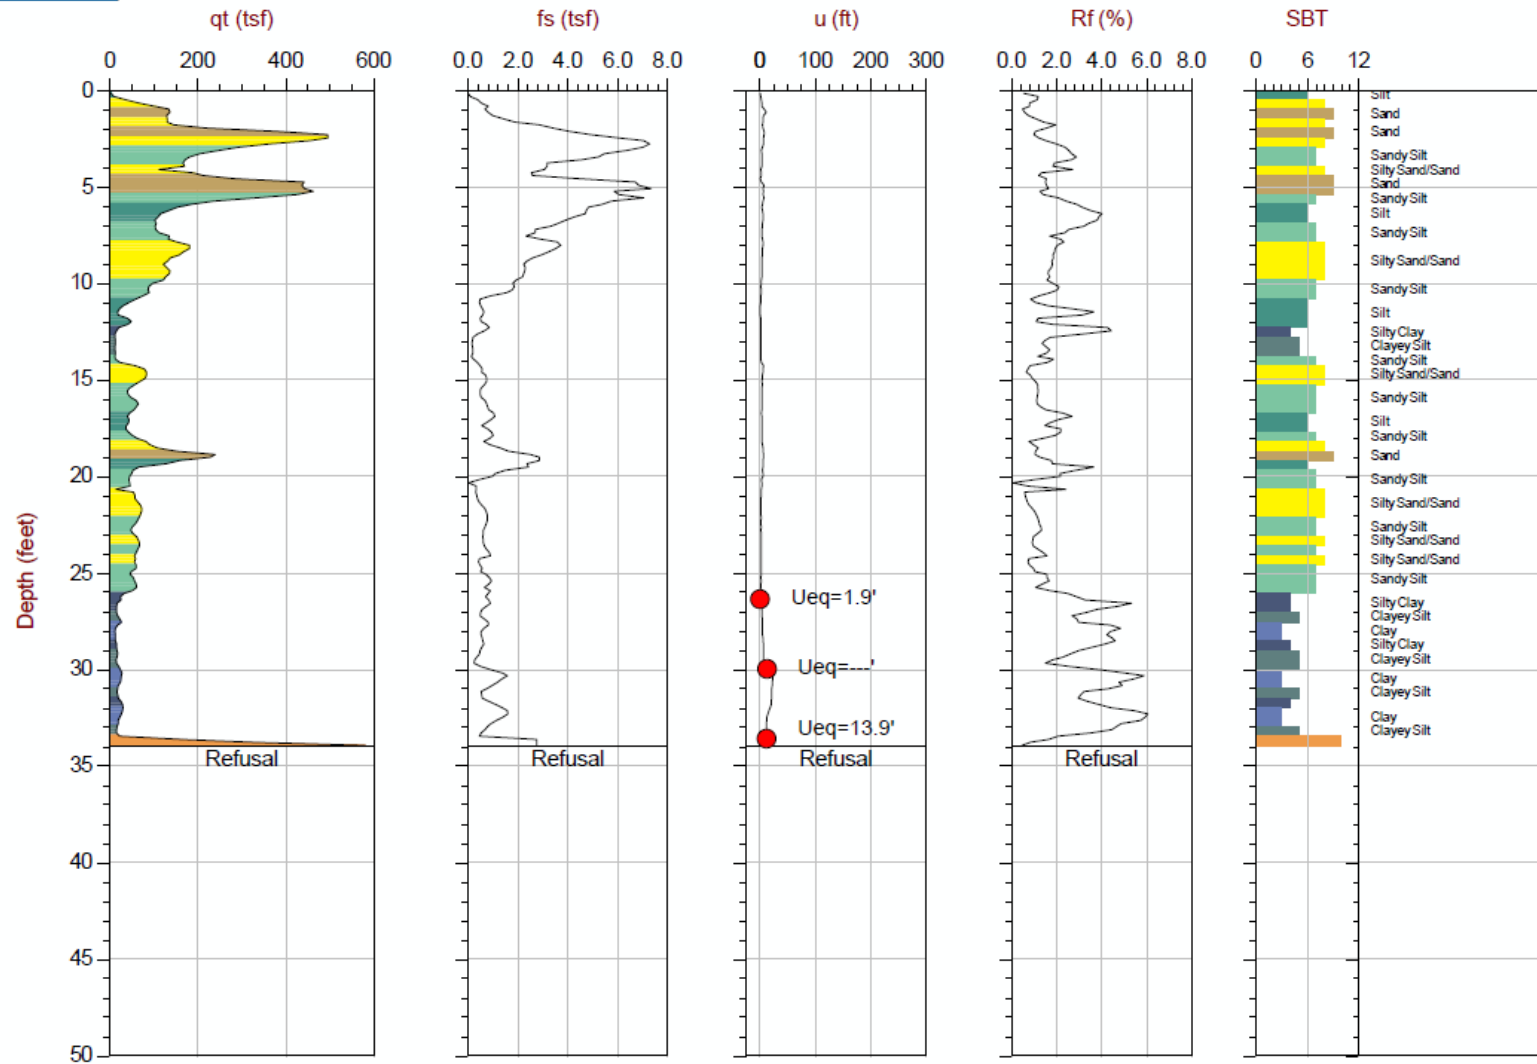 qt (tsf) fs (tsf) u (ft) Rf (%) SBT
0 200 400 600 0.0 2.0 4.0 6.0 8.0 0 100 200 300 0.0 2.0 4.0 6.0 8.0 0 6 12
0
5
10
15
20
25
30
35
40
45
50
Depth (feet)
Refusal
Refusal
Ueq=1.9'
Ueq=---'
Ueq=13.9'
Refusal
Refusal
Silt
Sand
Sand
Sandy Silt
Silty Sand/Sand
Sand
Sandy Silt
Silt
Sandy Silt
Silty Sand/Sand
Sandy Silt
Silt
Silty Clay
Clayey Silt
Sandy Silt
Silty Sand/Sand
Sandy Silt
Silt
Sandy Silt
Sand
Sandy Silt
Silty Sand/Sand
Sandy Silt
Silty Sand/Sand
Silty Sand/Sand
Sandy Silt
Silty Clay
Clayey Silt
Clay
Silty Clay
Clayey Silt
Clay
Clayey Silt
Clay
Clayey Silt